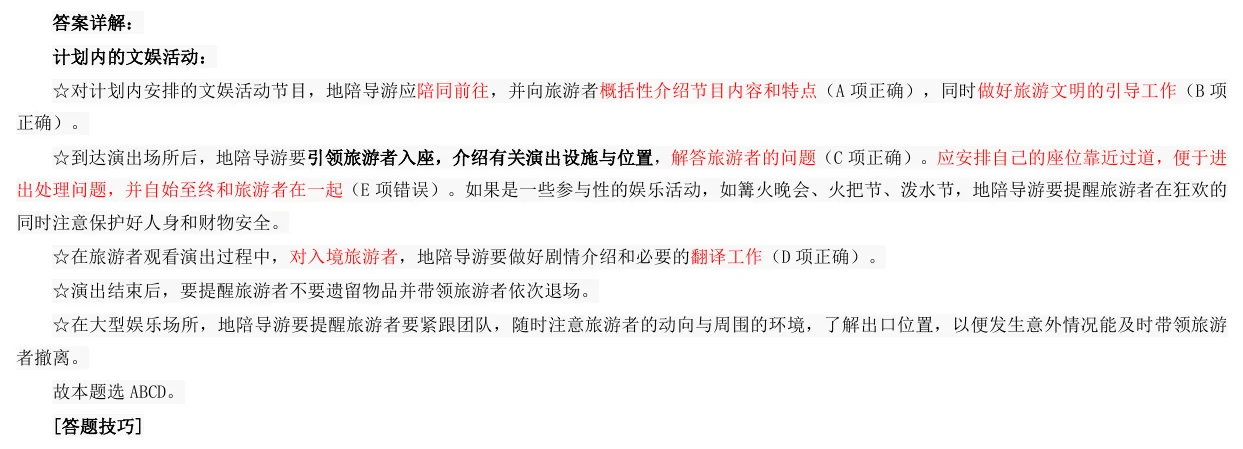 答案详解：
计划内的文娱活动：
☆对计划内安排的文娱活动节目，地陪导游应陪同前往，并向旅游者概括性介绍节目内容和特点（A 项正确），同时做好旅游文明的引导工作（B 项
正确）。
☆到达演出场所后，地陪导游要引领旅游者入座，介绍有关演出设施与位置，解答旅游者的问题（C 项正确）。应安排自己的座位靠近过道，便于进
出处理问题，并自始至终和旅游者在一起（E 项错误）。如果是一些参与性的娱乐活动，如篝火晚会、火把节、泼水节，地陪导游要提醒旅游者在狂欢的
同时注意保护好人身和财物安全。
☆在旅游者观看演出过程中，对入境旅游者，地陪导游要做好剧情介绍和必要的翻译工作（D 项正确）。
☆演出结束后，要提醒旅游者不要遗留物品并带领旅游者依次退场。
☆在大型娱乐场所，地陪导游要提醒旅游者要紧跟团队，随时注意旅游者的动向与周围的环境，了解出口位置，以便发生意外情况能及时带领旅游
者撤离。
故本题选 ABCD。
[答题技巧]